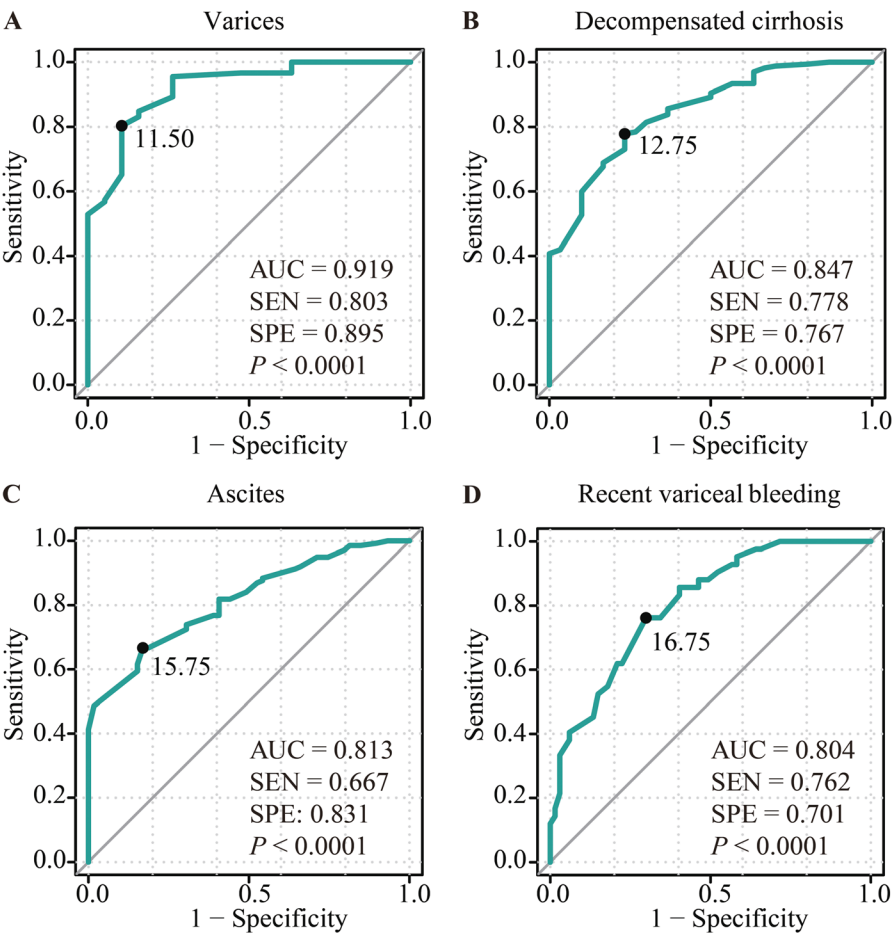 A
Varices
Sensitivity
1.0
0.8
0.6
0.4
0.2
0.0
11.50
AUC = 0.919
SEN = 0.803
SPE = 0.895
P < 0.0001
0.0 0.5 1.0
1 − Specificity
B
Decompensated cirrhosis
Sensitivity
1.0
0.8
0.6
0.4
0.2
0.0
12.75
AUC = 0.847
SEN = 0.778
SPE = 0.767
P < 0.0001
0.0 0.5 1.0
1 − Specificity
C
Ascites
Sensitivity
1.0
0.8
0.6
0.4
0.2
0.0
15.75
AUC = 0.813
SEN = 0.667
SPE: 0.831
P < 0.0001
0.0 0.5 1.0
1 − Specificity
D
Recent variceal bleeding
Sensitivity
1.0
0.8
0.6
0.4
0.2
0.0
16.75
AUC = 0.804
SEN = 0.762
SPE = 0.701
P < 0.0001
0.0 0.5 1.0
1 − Specificity